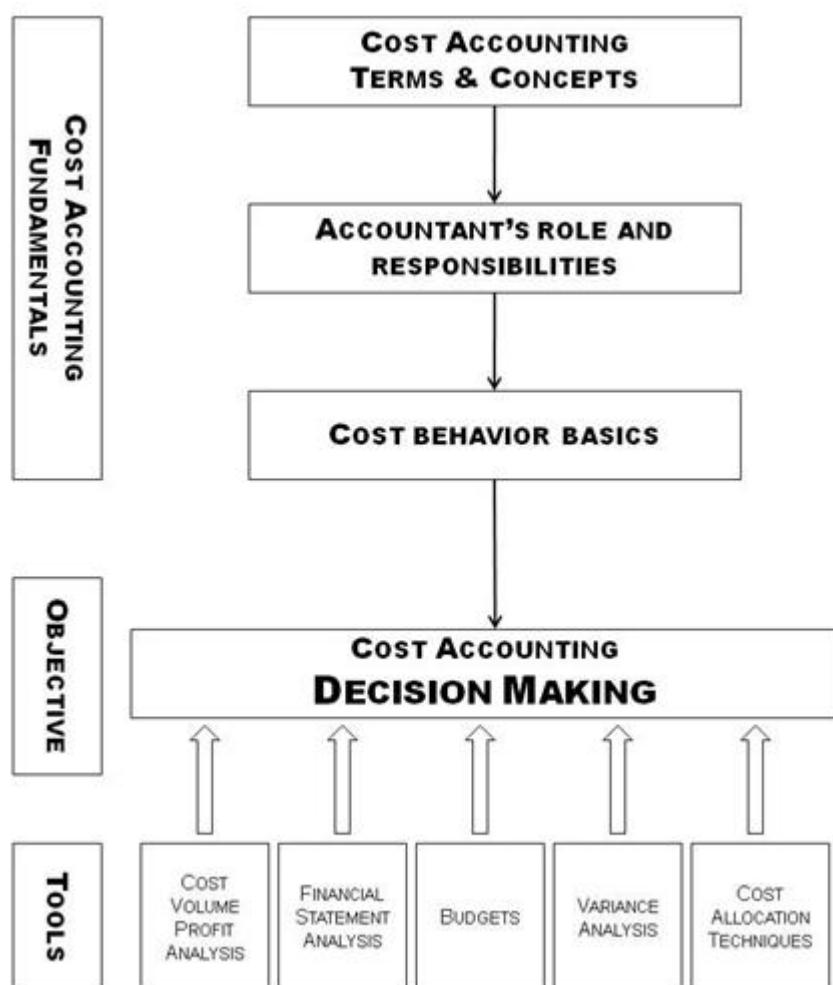 COST ACCOUNTING
FUNDAMENTALS
COST ACCOUNTING
TERMS & CONCEPTS
ACCOUNTANT'S ROLE AND
RESPONSIBILITIES
COST BEHAVIOR BASICS
OBJECTIVE
COST ACCOUNTING
DECISION MAKING
TOOLS
COST
VOLUME
PROFIT
ANALYSIS
FINANCIAL
STATEMENT
ANALYSIS
BUDGETS
VARIANCE
ANALYSIS
COST
ALLOCATION
TECHNIQUES